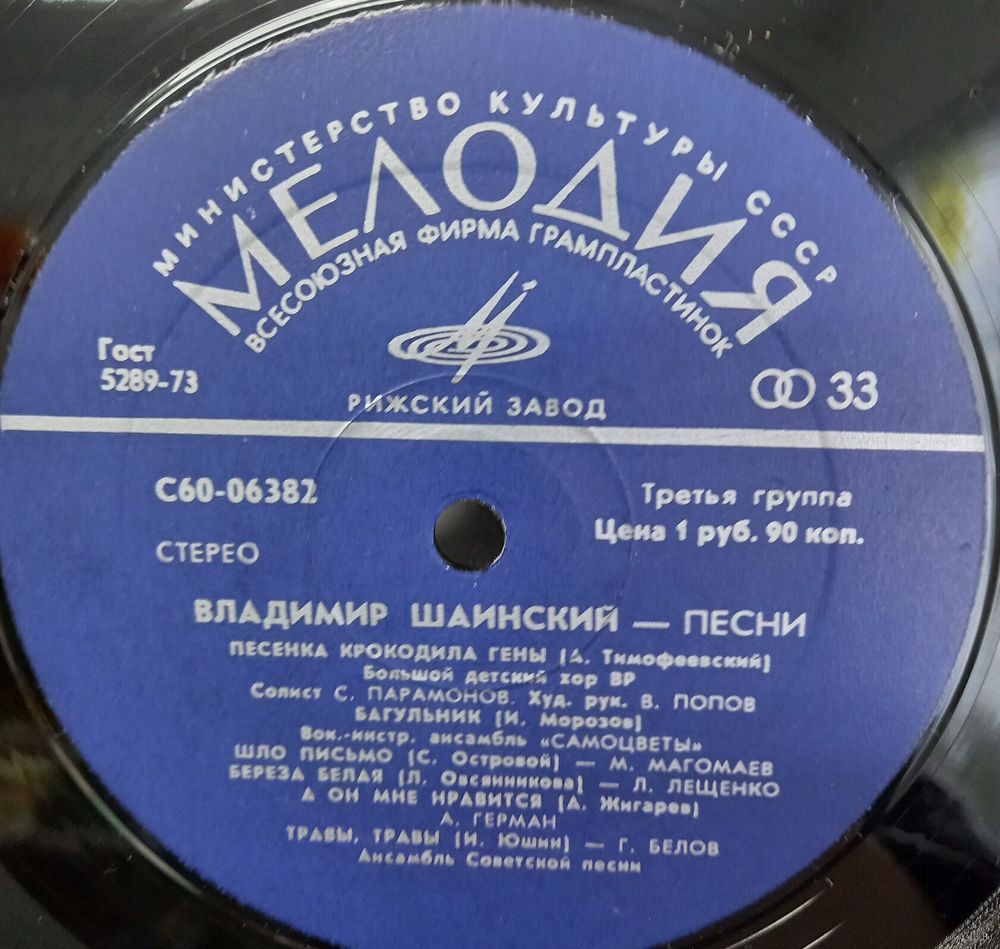 МИНИСТЕРСТВО КУЛЬТУРЫ СССР
МЕЛОДИЯ
ВСЕСОЮЗНАЯ ФИРМА ГРАМПЛАСТИНОК
Гост
5289-73
РИЖСКИЙ ЗАВОД
33
С60-06382
Третья группа
Цена 1 руб. 90 коп.
СТЕРЕО
ВЛАДИМИР ШАИНСКИЙ — ПЕСНИ
ПЕСЕНКА КРОКОДИЛА ГЕНЫ (А. Тимофеевский)
Большой детский хор ВР
Солист С. ПАРАМОНОВ. Худ. рук. В. ПОПОВ
БАГУЛЬНИК (И. Морозов)
Вок.-инстр. ансамбль «САМОЦВЕТЫ»
ШЛО ПИСЬМО (С. Островой) — М. МАГОМАЕВ
БЕРЕЗА БЕЛАЯ (Л. Овсянникова) — Л. ЛЕЩЕНКО
А ОН МНЕ НРАВИТСЯ (А. Жигарев)
А. ГЕРМАН
ТРАВЫ, ТРАВЫ (И. Юшин) — Г. БЕЛОВ
Ансамбль Советской песни